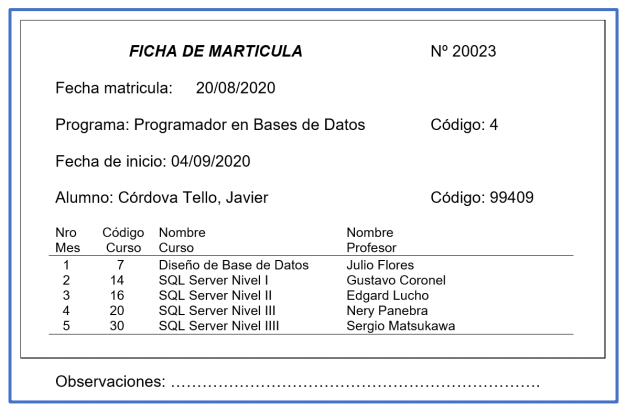 FICHA DE MARTICULA Nº 20023
Fecha matricula: 20/08/2020
Programa: Programador en Bases de Datos Código: 4
Fecha de inicio: 04/09/2020
Alumno: Córdova Tello, Javier Código: 99409
Nro Código Nombre Nombre
Mes Curso Curso Profesor
1 7 Diseño de Base de Datos Julio Flores
2 14 SQL Server Nivel I Gustavo Coronel
3 16 SQL Server Nivel II Edgard Lucho
4 20 SQL Server Nivel III Nery Panebra
5 30 SQL Server Nivel IIII Sergio Matsukawa
Observaciones: ……………………………………………………………….